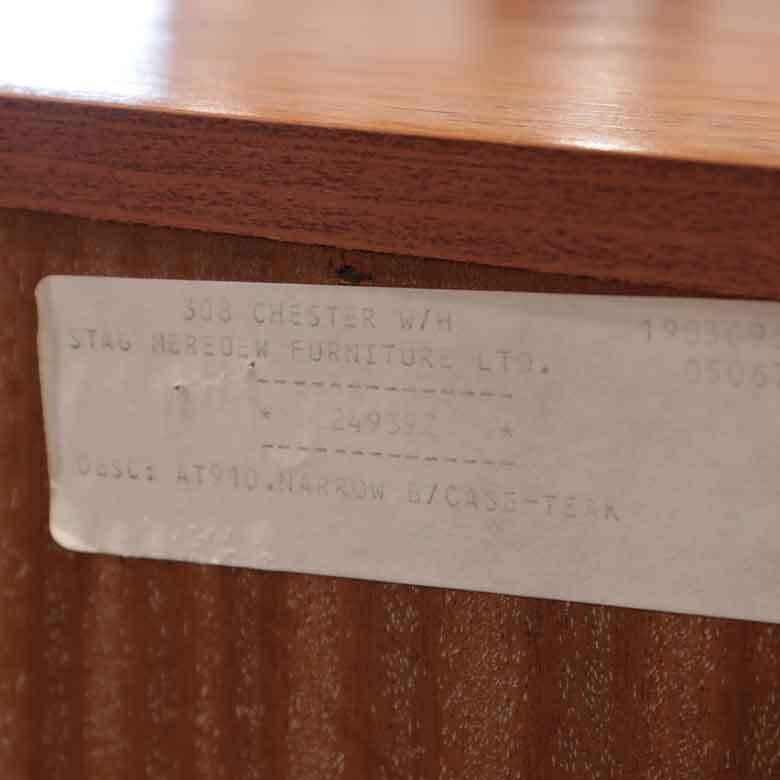 308 CHESTER W/H
STAG MEREDEW FURNITURE LTD.
--------------
* 249392 .*
--------------
DESC: AT910.NARROW B/CASE-TEAK